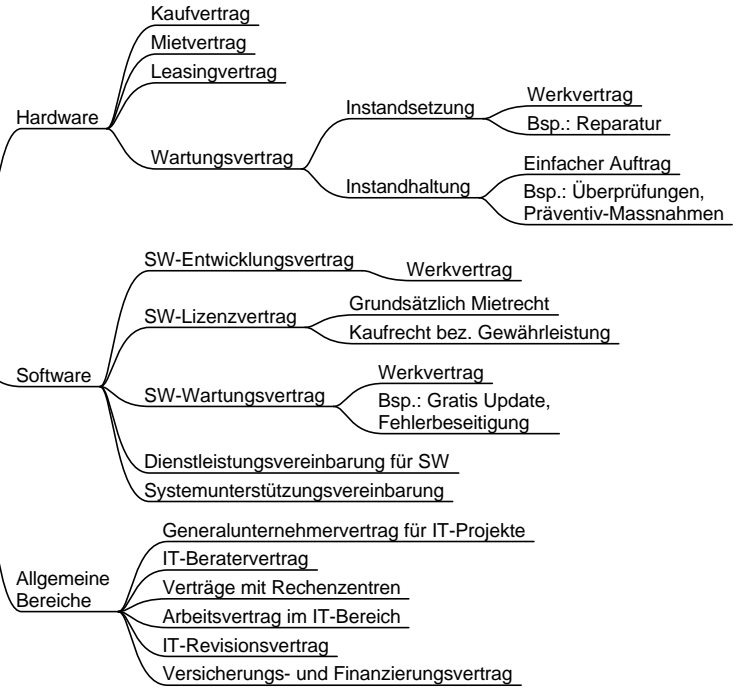 Hardware
Kaufvertrag
Mietvertrag
Leasingvertrag
Wartungsvertrag
Instandsetzung
Werkvertrag
Bsp.: Reparatur
Instandhaltung
Einfacher Auftrag
Bsp.: Überprüfungen,
Präventiv-Massnahmen
Software
SW-Entwicklungsvertrag
Werkvertrag
SW-Lizenzvertrag
Grundsätzlich Mietrecht
Kaufrecht bez. Gewährleistung
SW-Wartungsvertrag
Werkvertrag
Bsp.: Gratis Update,
Fehlerbeseitigung
Dienstleistungsvereinbarung für SW
Systemunterstützungsvereinbarung
Allgemeine
Bereiche
Generalunternehmervertrag für IT-Projekte
IT-Beratervertrag
Verträge mit Rechenzentren
Arbeitsvertrag im IT-Bereich
IT-Revisionsvertrag
Versicherungs- und Finanzierungsvertrag